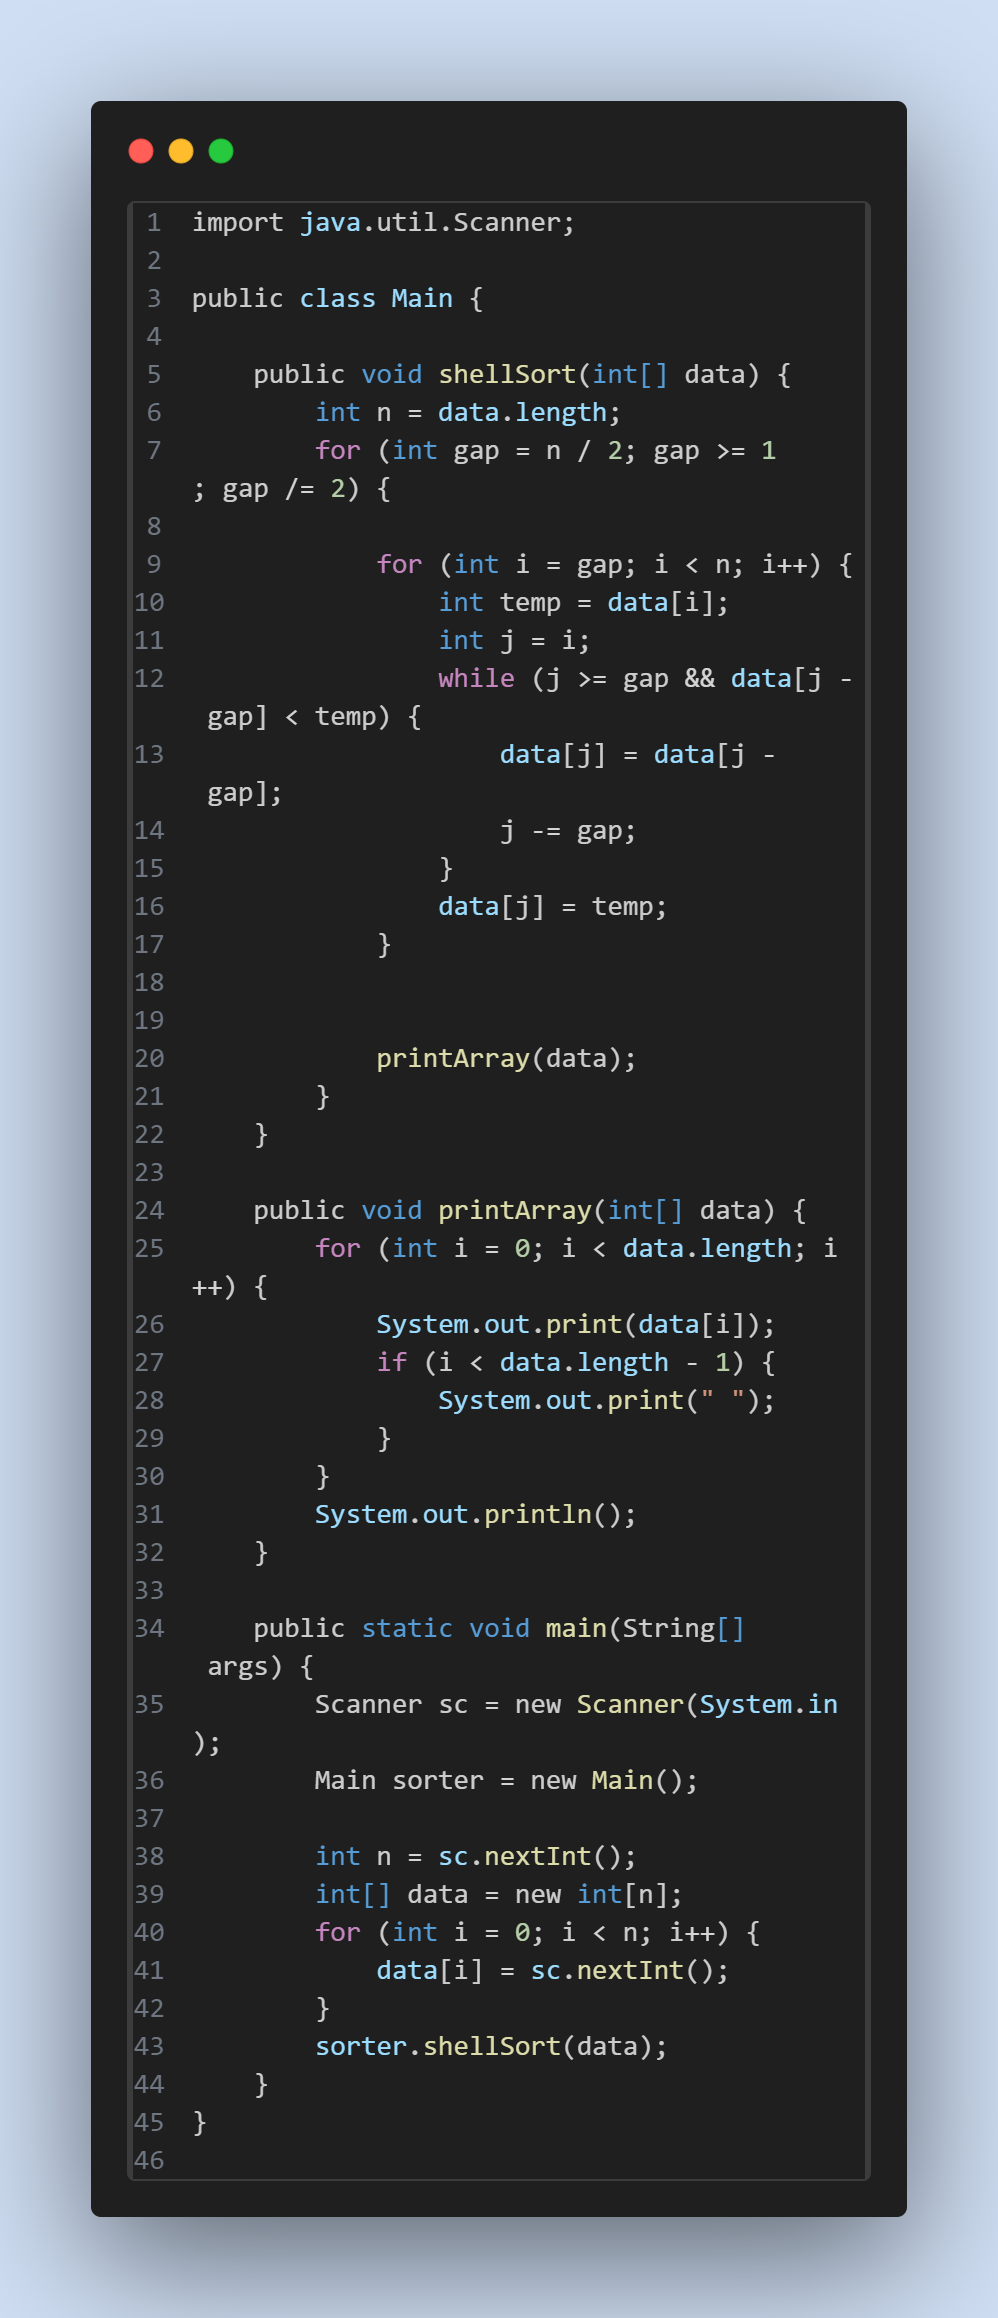 1 import java.util.Scanner;
2
3 public class Main {
4
5     public void shellSort(int[] data) {
6         int n = data.length;
7         for (int gap = n / 2; gap >= 1
; gap /= 2) {
8
9             for (int i = gap; i < n; i++) {
10                 int temp = data[i];
11                 int j = i;
12                 while (j >= gap && data[j -
 gap] < temp) {
13                     data[j] = data[j -
 gap];
14                     j -= gap;
15                 }
16                 data[j] = temp;
17             }
18
19
20             printArray(data);
21         }
22     }
23
24     public void printArray(int[] data) {
25         for (int i = 0; i < data.length; i
++) {
26             System.out.print(data[i]);
27             if (i < data.length - 1) {
28                 System.out.print(" ");
29             }
30         }
31         System.out.println();
32     }
33
34     public static void main(String[]
 args) {
35         Scanner sc = new Scanner(System.in
);
36         Main sorter = new Main();
37
38         int n = sc.nextInt();
39         int[] data = new int[n];
40         for (int i = 0; i < n; i++) {
41             data[i] = sc.nextInt();
42         }
43         sorter.shellSort(data);
44     }
45 }
46